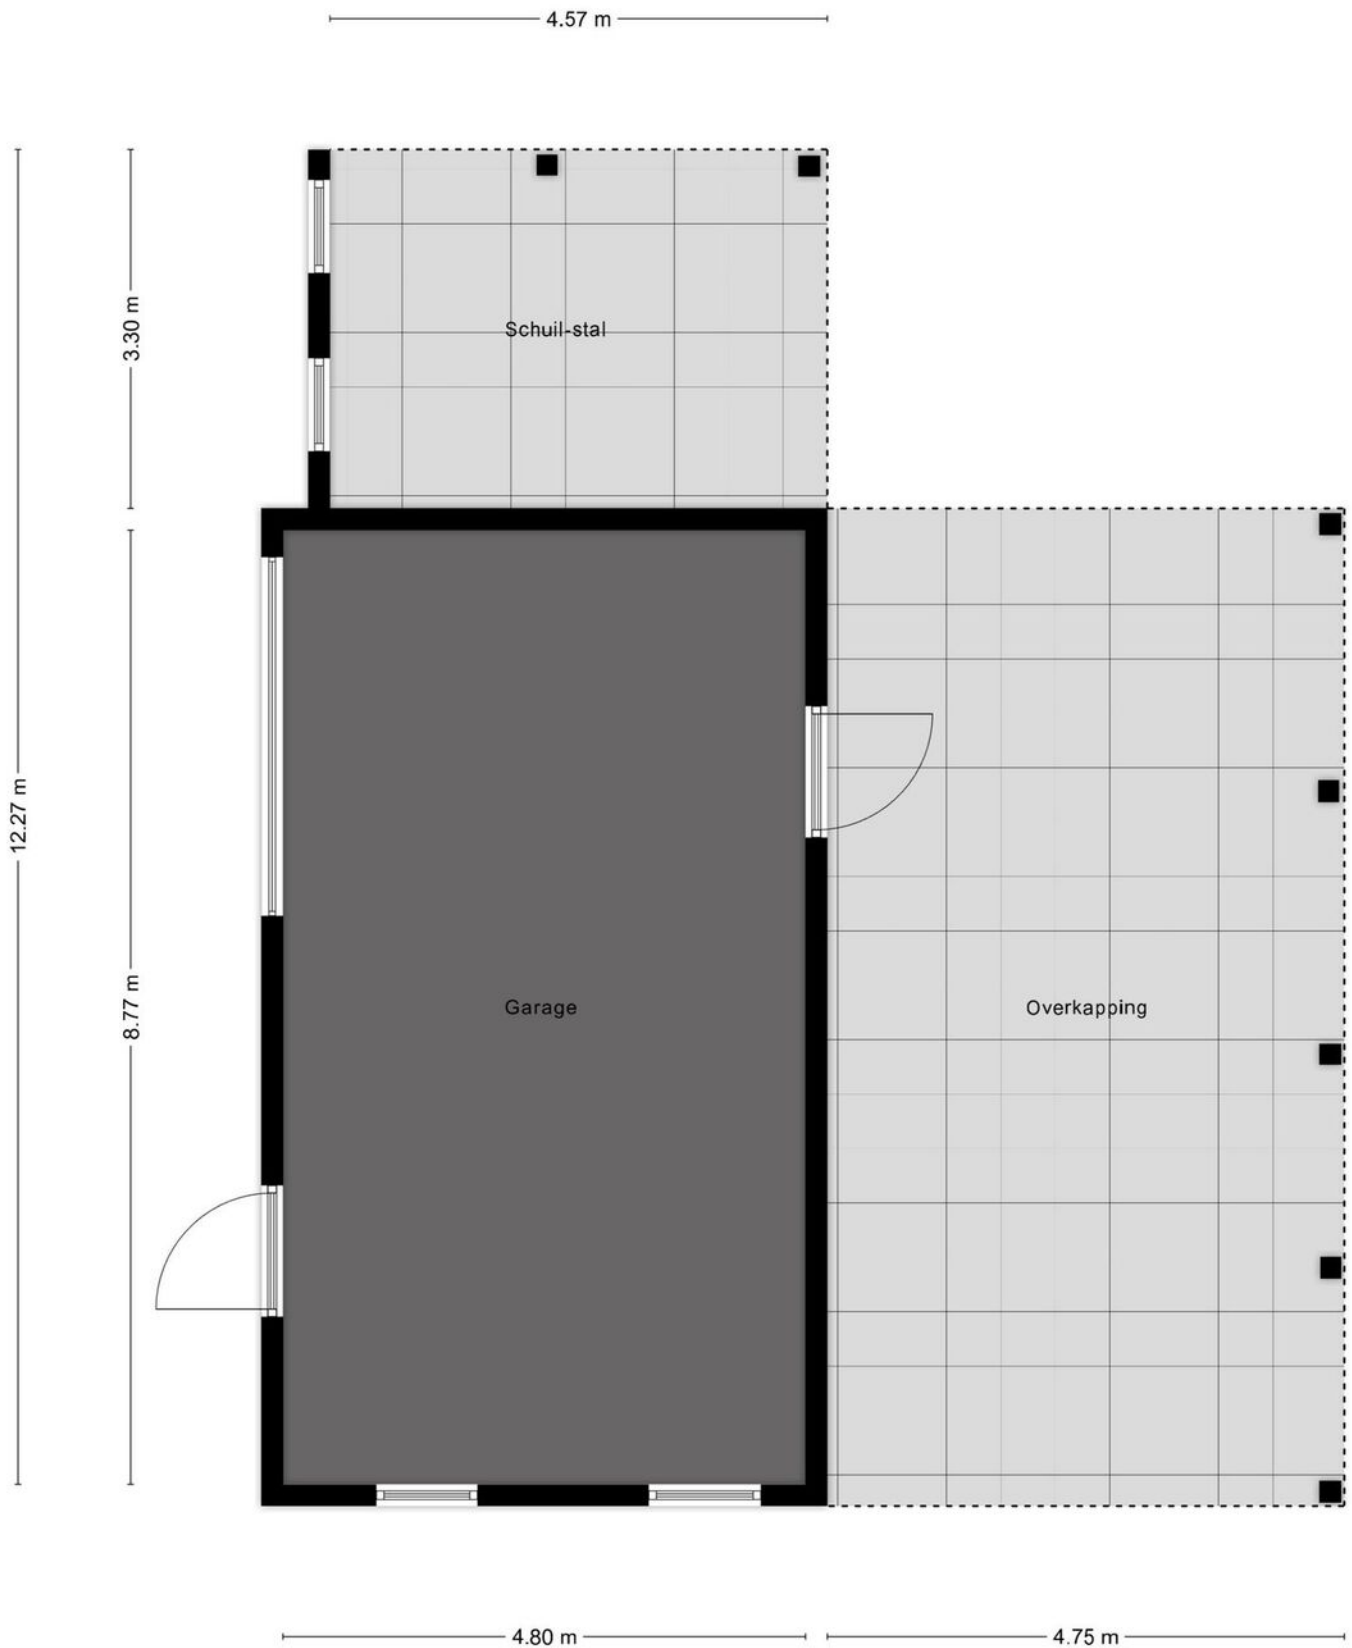 4.57 m
3.30 m
Schuil-stal
12.27 m
8.77 m
Garage
Overkapping
4.80 m
4.75 m